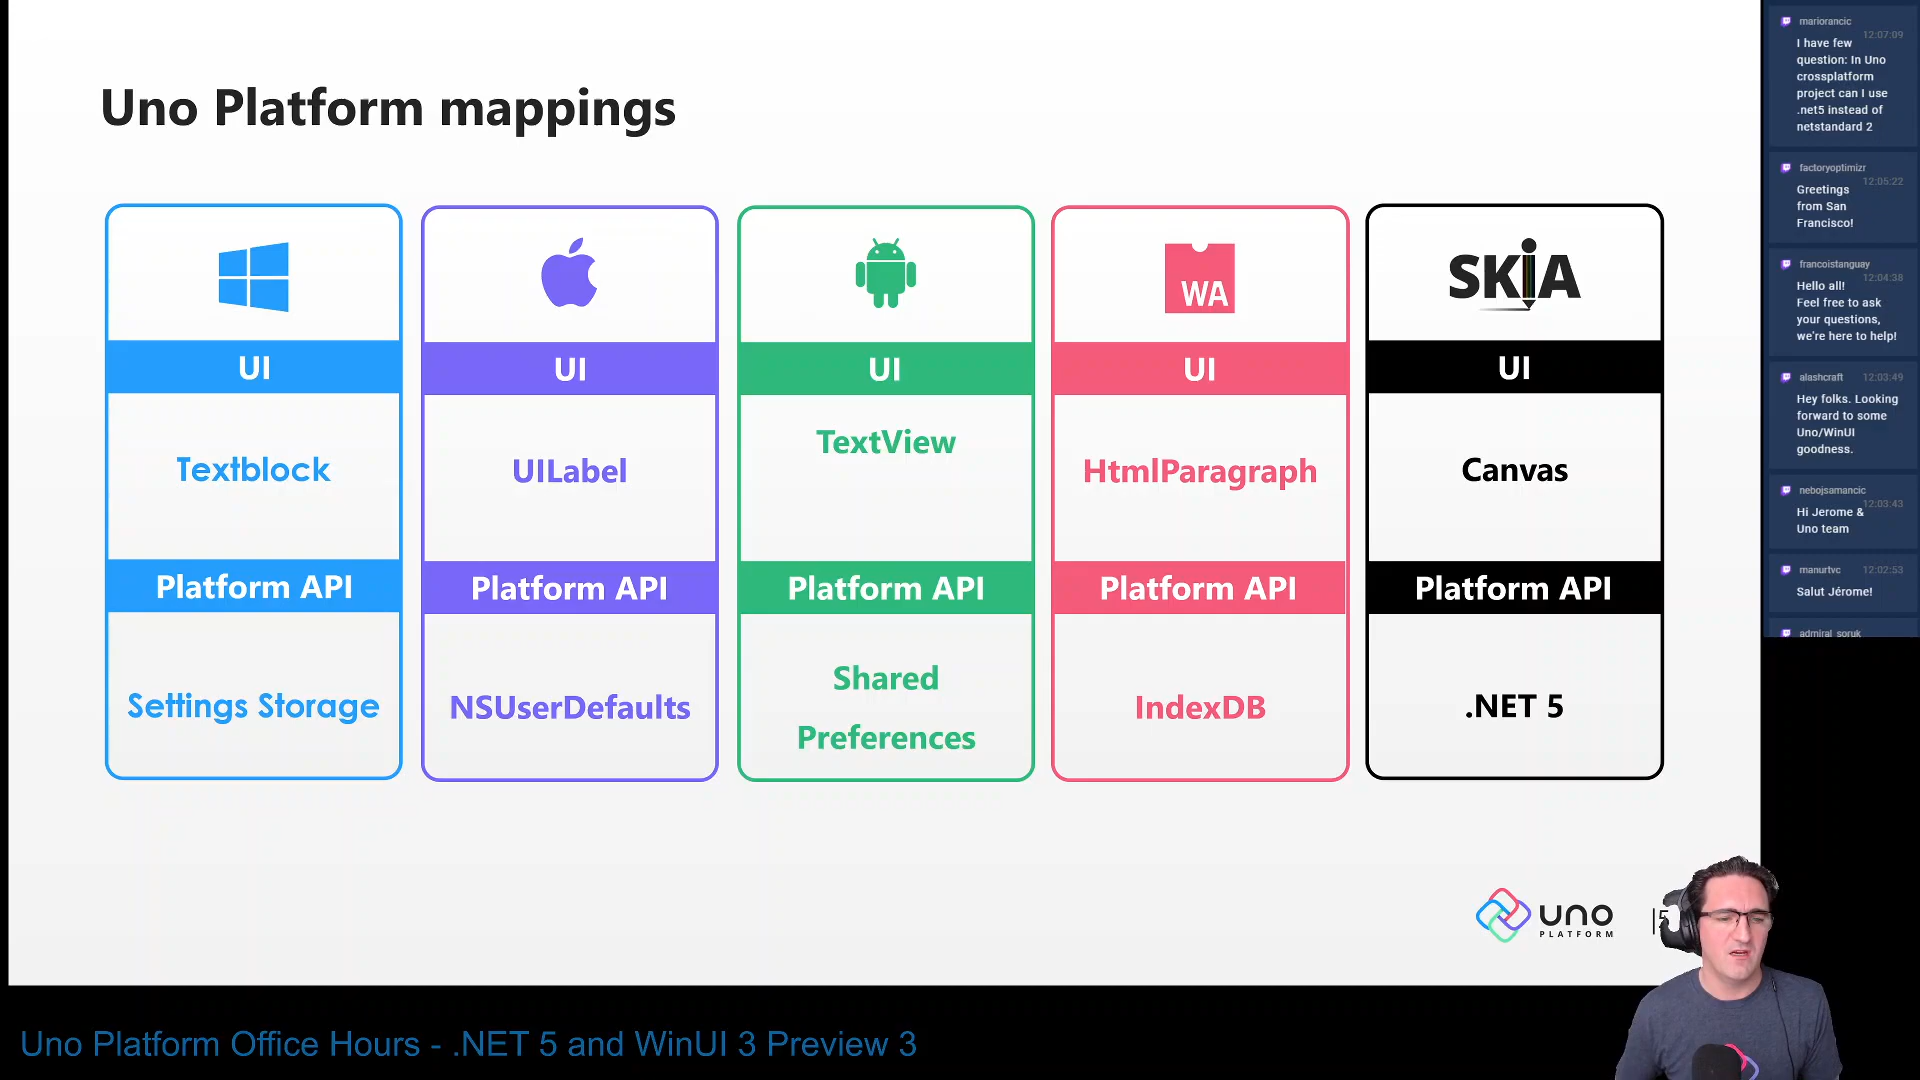 Uno Platform mappings
WA
SKiA
UI
UI
UI
UI
UI
Textblock
UILabel
TextView
HtmlParagraph
Canvas
Platform API
Platform API
Platform API
Platform API
Platform API
Settings Storage
NSUserDefaults
Shared
Preferences
IndexDB
.NET 5
uno
PLATFORM
Uno Platform Office Hours - .NET 5 and WinUI 3 Preview 3
mariorancic
12:07:09
I have few
question: In Uno
crossplatform
project can I use
.net5 instead of
netstandard 2
factoryoptimizr
12:05:22
Greetings
from San
Francisco!
francoistanguay
12:04:38
Hello all!
Feel free to ask
your questions,
we're here to help!
alashcraft 12:03:49
Hey folks. Looking
forward to some
Uno/WinUI
goodness.
nebojsamancic
12:03:43
Hi Jerome &
Uno team
manurtvc 12:02:53
Salut Jérome!
admiral_soruk